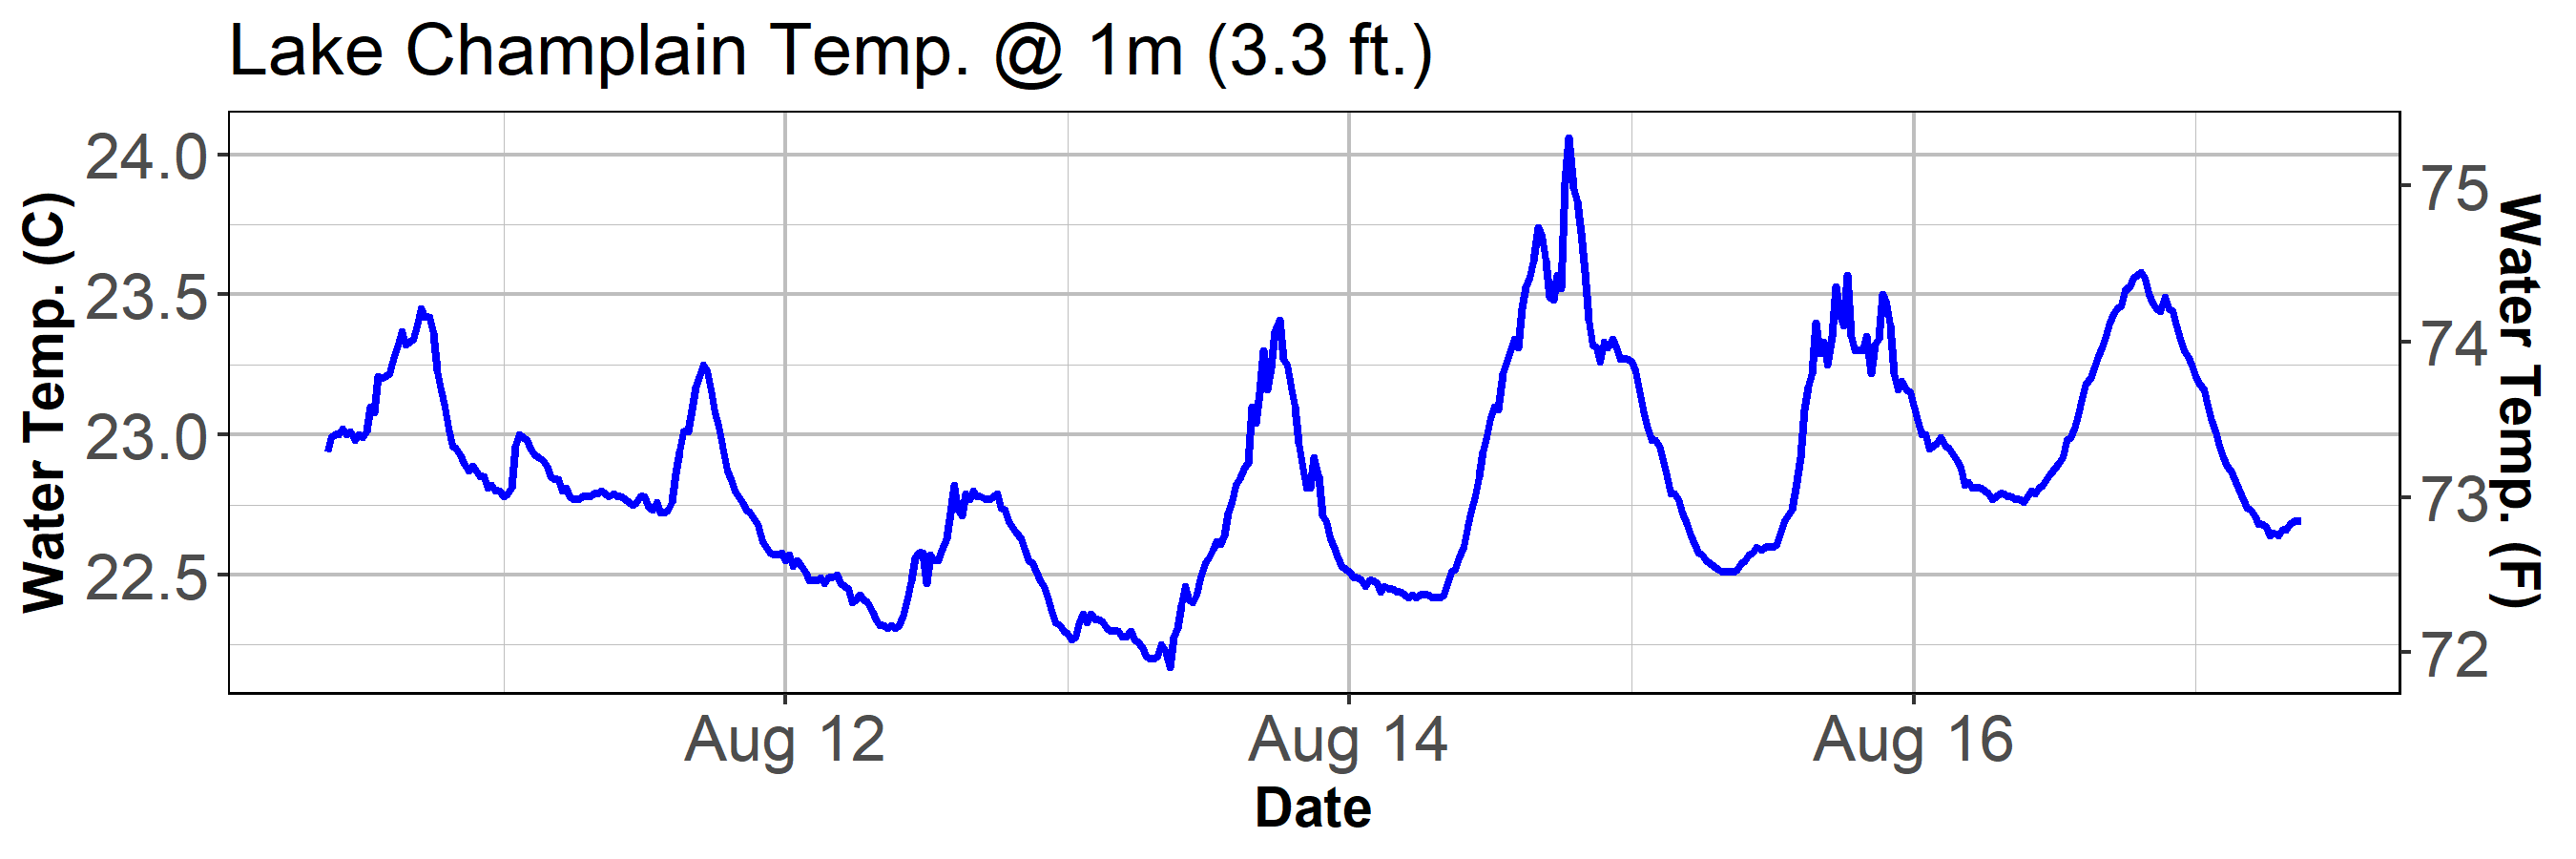 Lake Champlain Temp. @ 1m (3.3 ft.)
Water Temp. (C)
24.0
23.5
23.0
22.5
75
74
73
72
Water Temp. (F)
Aug 12 Aug 14 Aug 16
Date